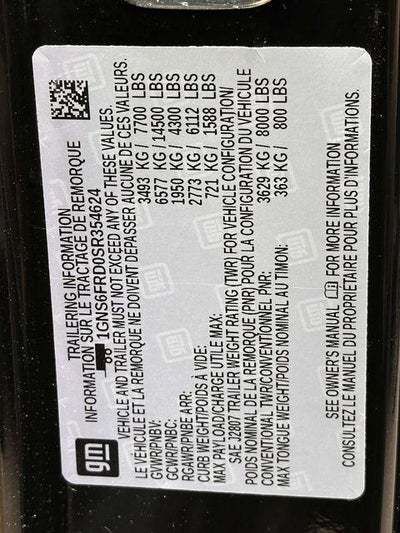 gm
TRAILERING INFORMATION
INFORMATION SUR LE TRACTAGE DE REMORQUE
1GNS6FRD0SR354624
VEHICLE AND TRAILER MUST NOT EXCEED ANY OF THESE VALUES.
LE VÉHICULE ET LA REMORQUE NE DOIVENT DEPASSER AUCUNE DE CES VALEURS.
GVWR/PNBV: 3493 KG / 7700 LBS
GCWR/PNBC: 6577 KG / 14500 LBS
RGAWR/PNBE ARR: 1950 KG / 4300 LBS
CURB WEIGHT/POIDS À VIDE: 2773 KG / 6112 LBS
MAX PAYLOAD/CHARGE UTILE MAX: 721 KG / 1588 LBS
SAE J2807 TRAILER WEIGHT RATING (TWR) FOR VEHICLE CONFIGURATION/
POIDS NOMINAL DE LA REMORQUE (PNR) POUR LA CONFIGURATION DU VÉHICULE
CONVENTIONAL TWR/CONVENTIONNEL PNR: 3629 KG / 8000 LBS
MAX TONGUE WEIGHT/POIDS NOMINAL AU TIMON: 363 KG / 800 LBS
SEE OWNER'S MANUAL FOR MORE INFORMATION
CONSULTEZ LE MANUEL DU PROPRIETAIRE POUR PLUS D'INFORMATIONS.